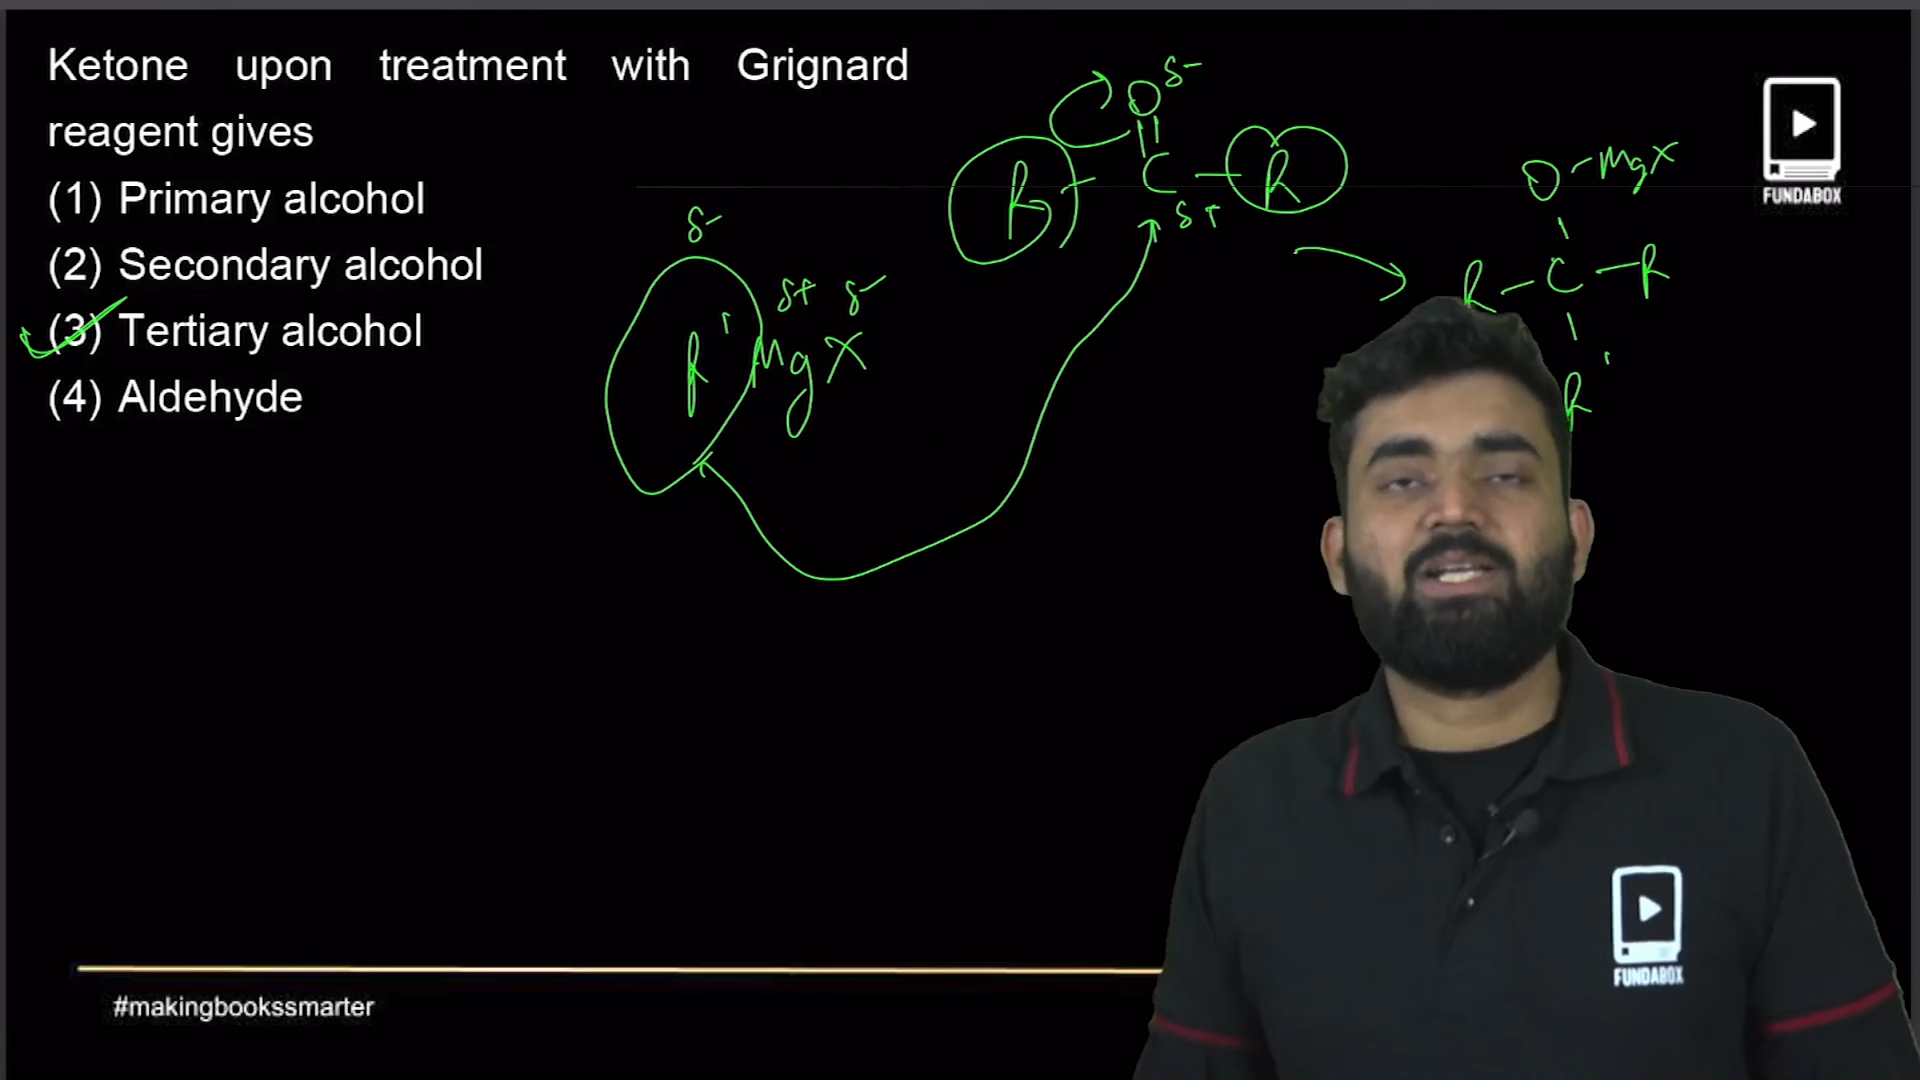 Ketone upon treatment with Grignard
reagent gives
(1) Primary alcohol
(2) Secondary alcohol
(3) Tertiary alcohol
(4) Aldehyde
O δ-
||
R - C - R
δ+
δ-
δ+ δ-
R' MgX
O - MgX
R - C - R
R'
FUNDABOX
FUNDABOX
#makingbookssmarter